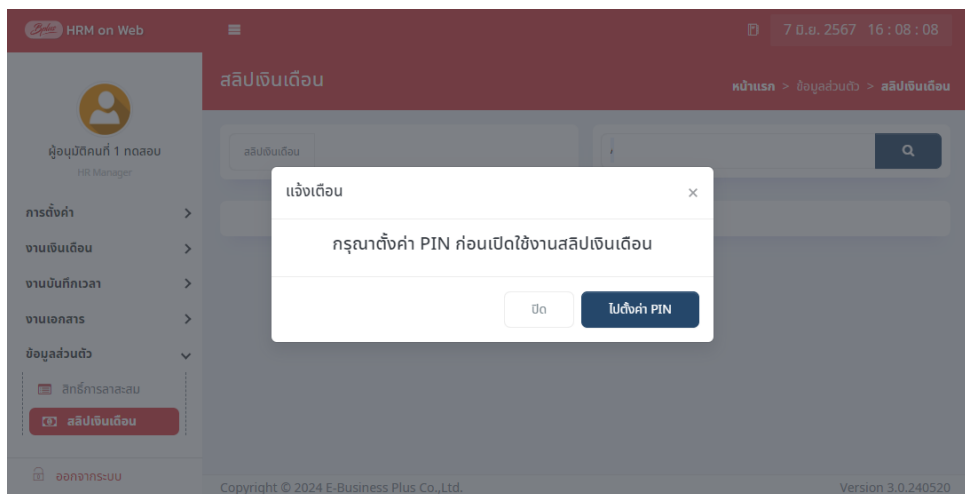 Bplus HRM on Web
7 มิ.ย. 2567 16 : 08 : 08
สลิปเงินเดือน
หน้าแรก > ข้อมูลส่วนตัว > สลิปเงินเดือน
ผู้อนุมัติคนที่ 1 ทดสอบ
HR Manager
สลิปเงินเดือน
แจ้งเตือน ×
กรุณาตั้งค่า PIN ก่อนเปิดใช้งานสลิปเงินเดือน
ปิด
ไปตั้งค่า PIN
การตั้งค่า
งานเงินเดือน
งานบันทึกเวลา
งานเอกสาร
ข้อมูลส่วนตัว
สิทธิ์การลาสะสม
สลิปเงินเดือน
ออกจากระบบ
Copyright © 2024 E-Business Plus Co.,Ltd.
Version 3.0.240520